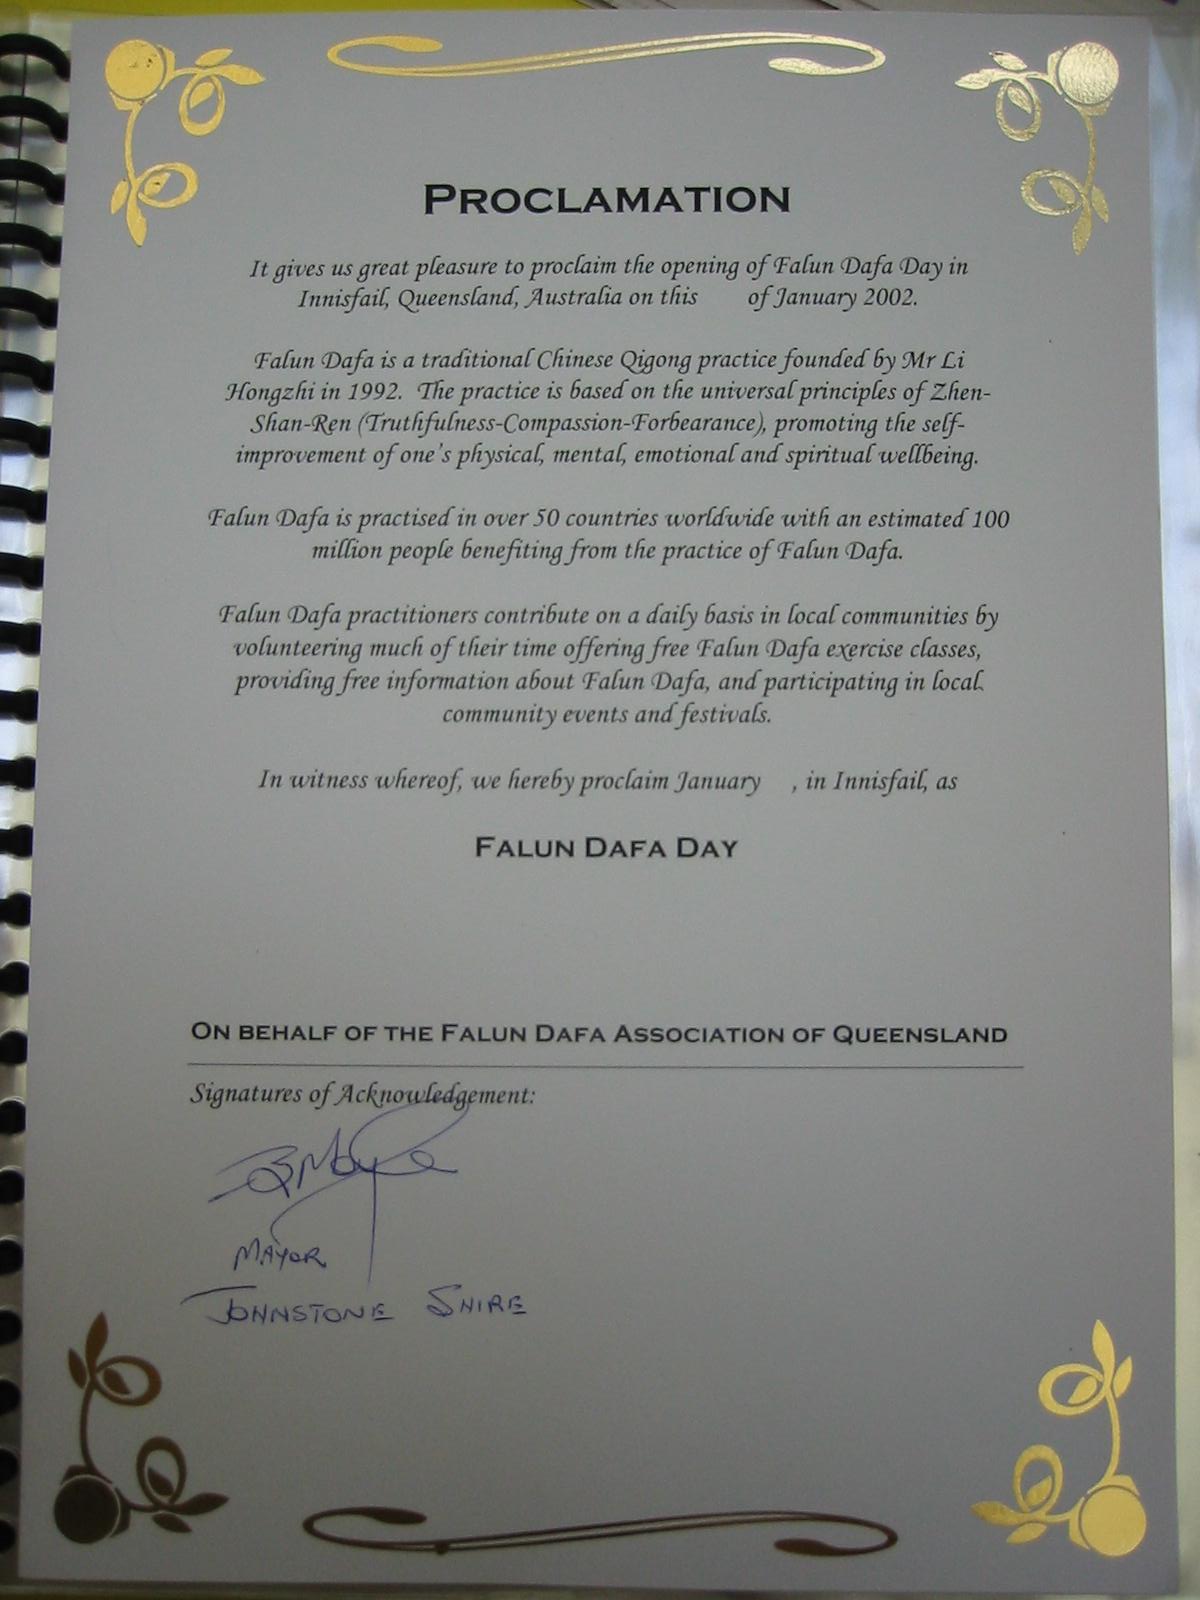 PROCLAMATION
It gives us great pleasure to proclaim the opening of Falun Dafa Day in
Innisfail, Queensland, Australia on this of January 2002.
Falun Dafa is a traditional Chinese Qigong practice founded by Mr Li
Hongzhi in 1992. The practice is based on the universal principles of Zhen-
Shan-Ren (Truthfulness-Compassion-Forbearance), promoting the self-
improvement of one's physical, mental, emotional and spiritual wellbeing.
Falun Dafa is practised in over 50 countries worldwide with an estimated 100
million people benefiting from the practice of Falun Dafa.
Falun Dafa practitioners contribute on a daily basis in local communities by
volunteering much of their time offering free Falun Dafa exercise classes,
providing free information about Falun Dafa, and participating in local
community events and festivals.
In witness whereof, we hereby proclaim January , in Innisfail, as
FALUN DAFA DAY
ON BEHALF OF THE FALUN DAFA ASSOCIATION OF QUEENSLAND
Signatures of Acknowledgement:
MAYOR
JOHNSTONE SHIRE